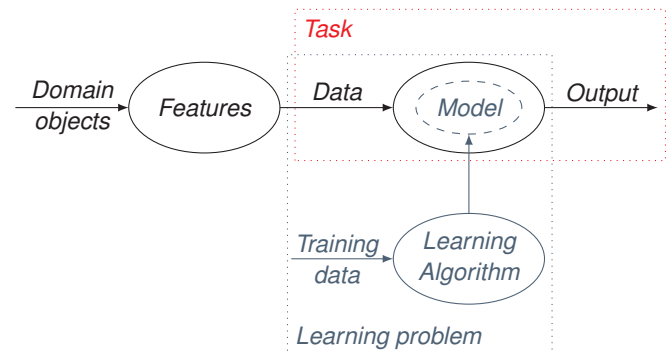 Task
Domain
objects
Features
Data
Model
Output
Training
data
Learning
Algorithm
Learning problem